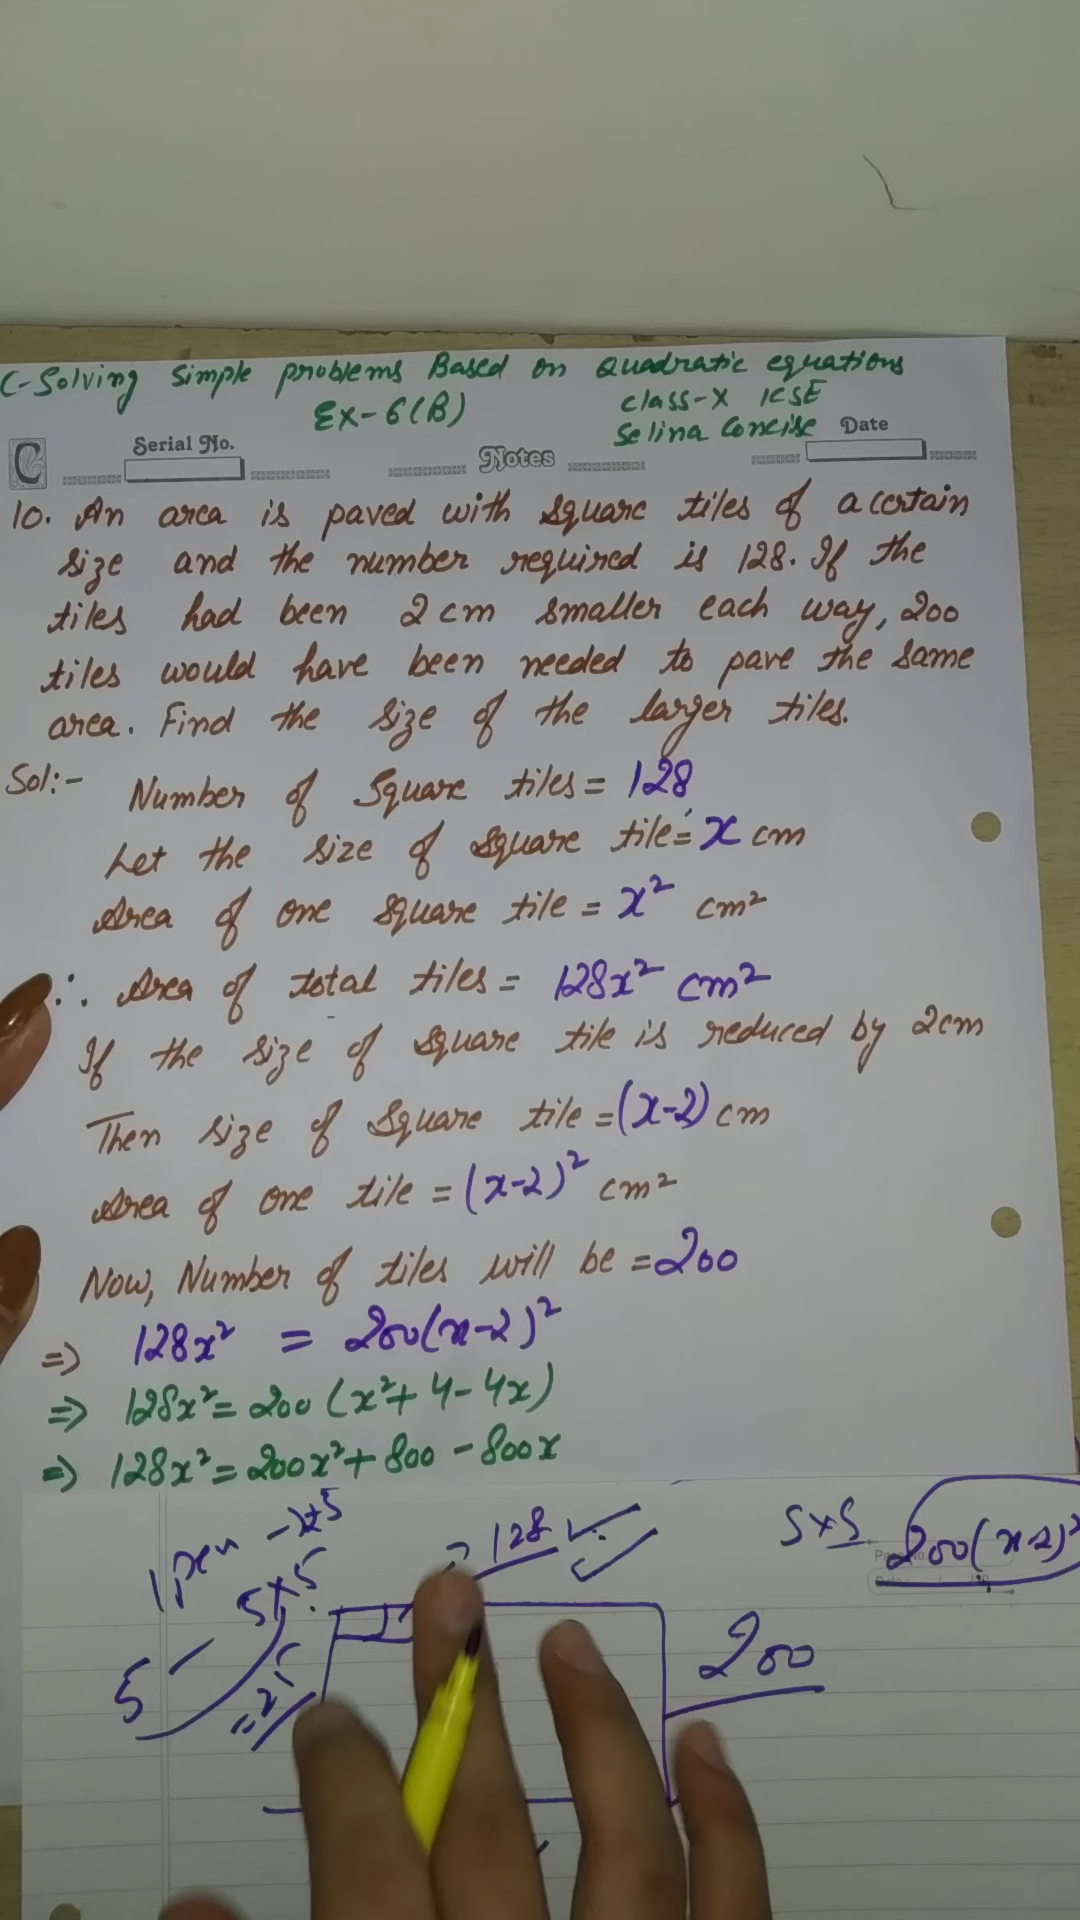 C-Solving Simple problems Based on Quadratic equations
Ex-6(B)
Class-X ICSE
Selina Concise
Serial No.
Notes
Date
C
10. An area is paved with square tiles of a certain
size and the number required is 128. If the
tiles had been 2 cm smaller each way, 200
tiles would have been needed to pave the same
area. Find the size of the larger tiles.
Sol:- Number of Square tiles = 128
Let the size of square tile = x cm
Area of one square tile = x² cm²
∴ Area of total tiles = 128x² cm²
If the size of square tile is reduced by 2cm
Then size of square tile = (x-2) cm
Area of one tile = (x-2)² cm²
Now, Number of tiles will be = 200
=> 128x² = 200(x-2)²
=> 128x² = 200 (x²+4-4x)
=> 128x² = 200x²+800-800x
1 pen
5×5
5
128
5×5
200(x-2)²
200